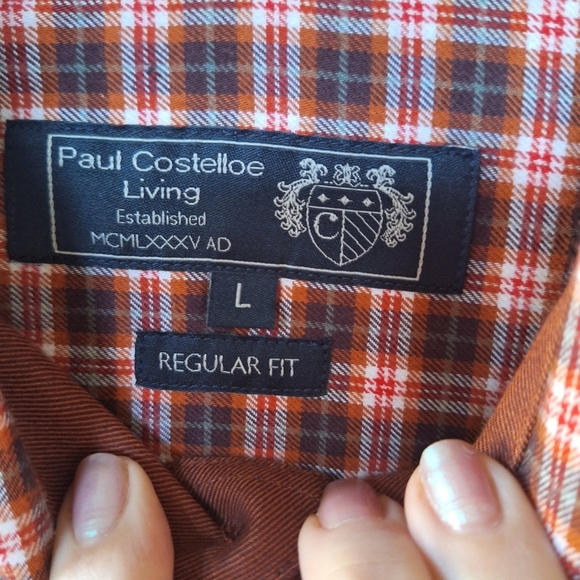 Paul Costelloe
Living
Established
MCMLXXXV AD
C
L
REGULAR FIT